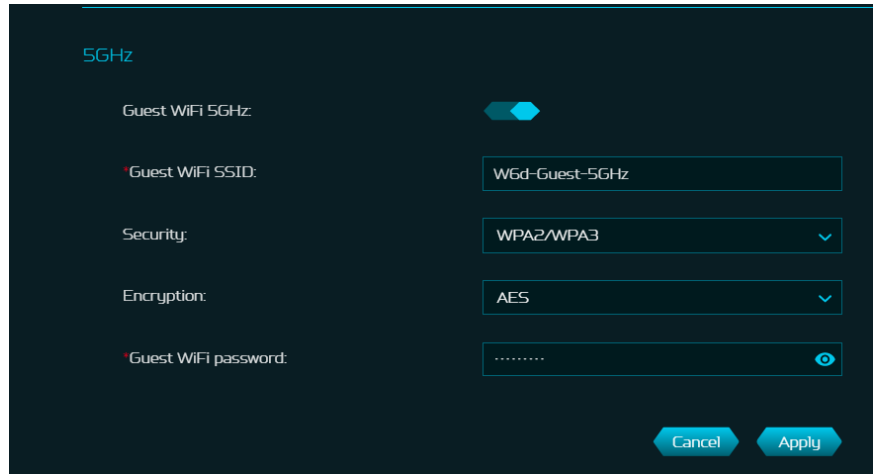 5GHz
Guest WiFi 5GHz:
*Guest WiFi SSID: W6d-Guest-5GHz
Security: WPA2/WPA3
Encryption: AES
*Guest WiFi password: ·········
Cancel Apply